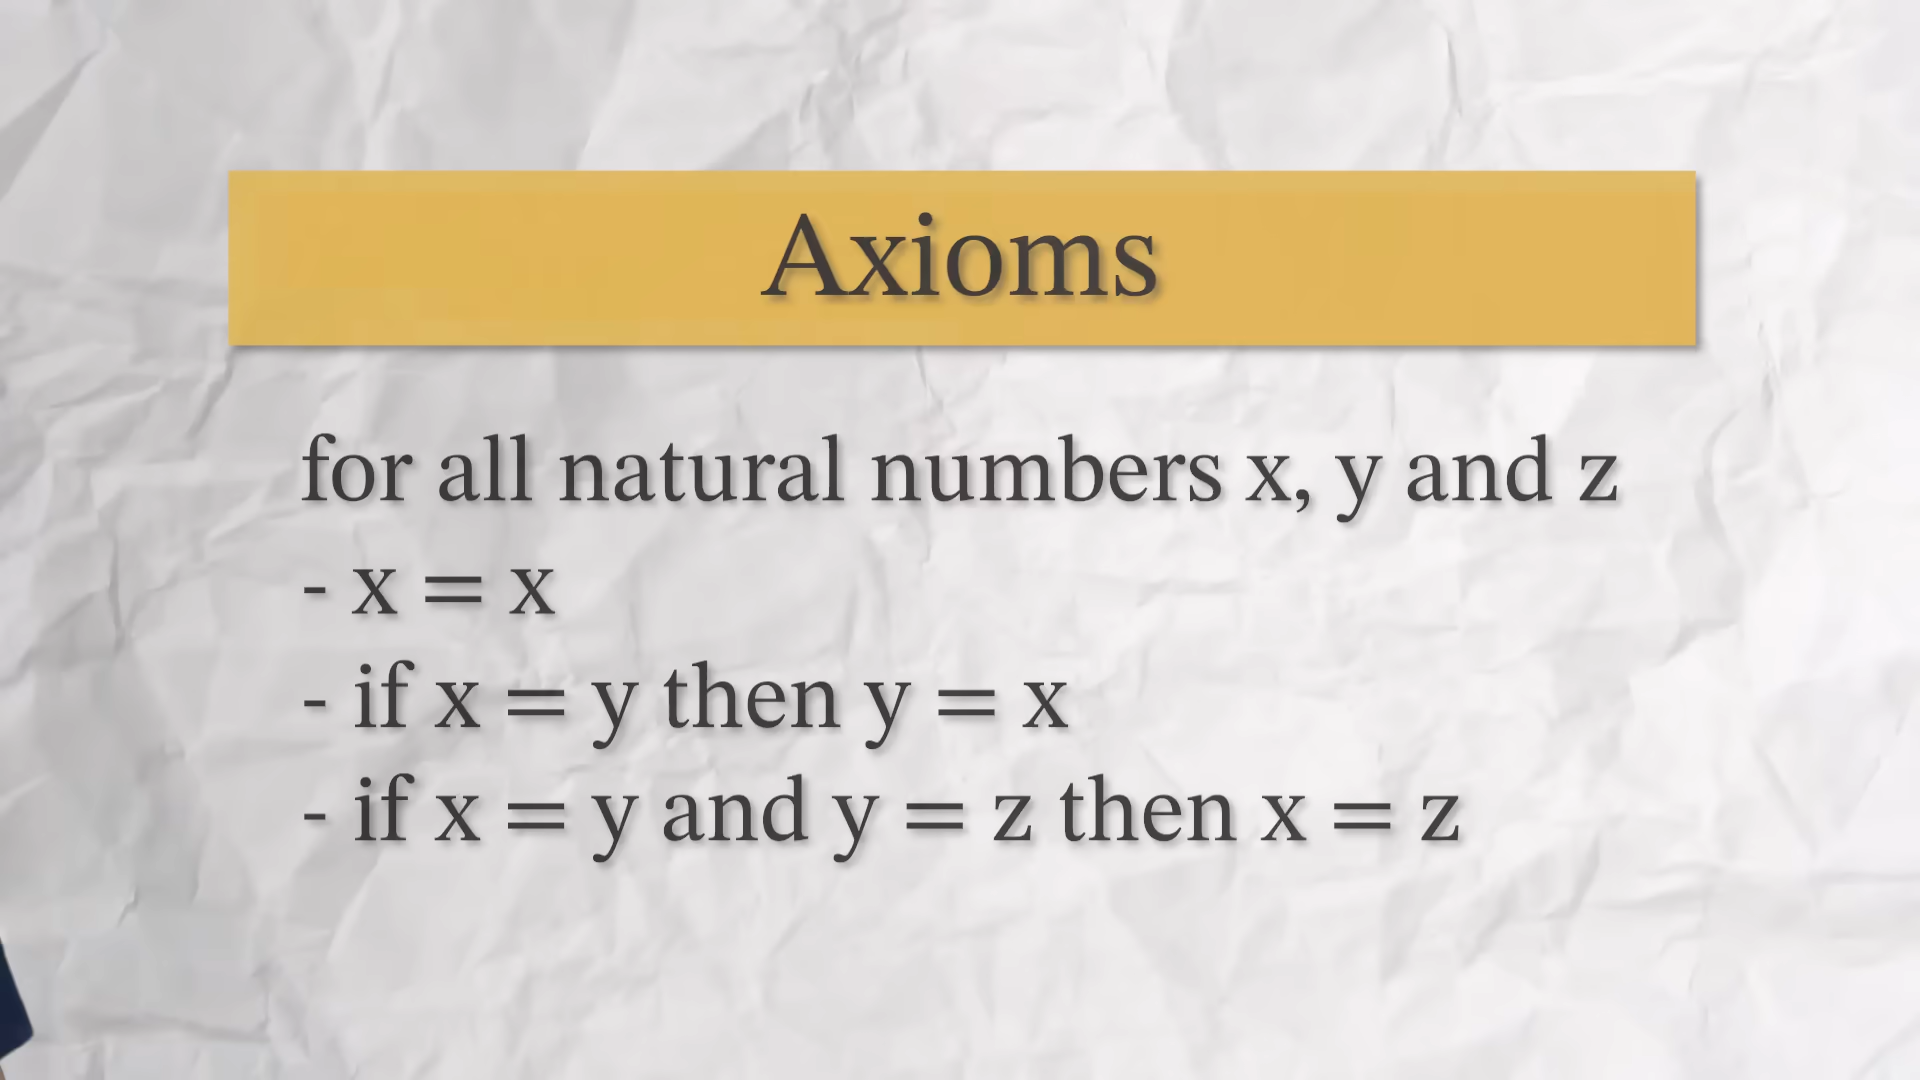 Axioms
for all natural numbers x, y and z
- x = x
- if x = y then y = x
- if x = y and y = z then x = z